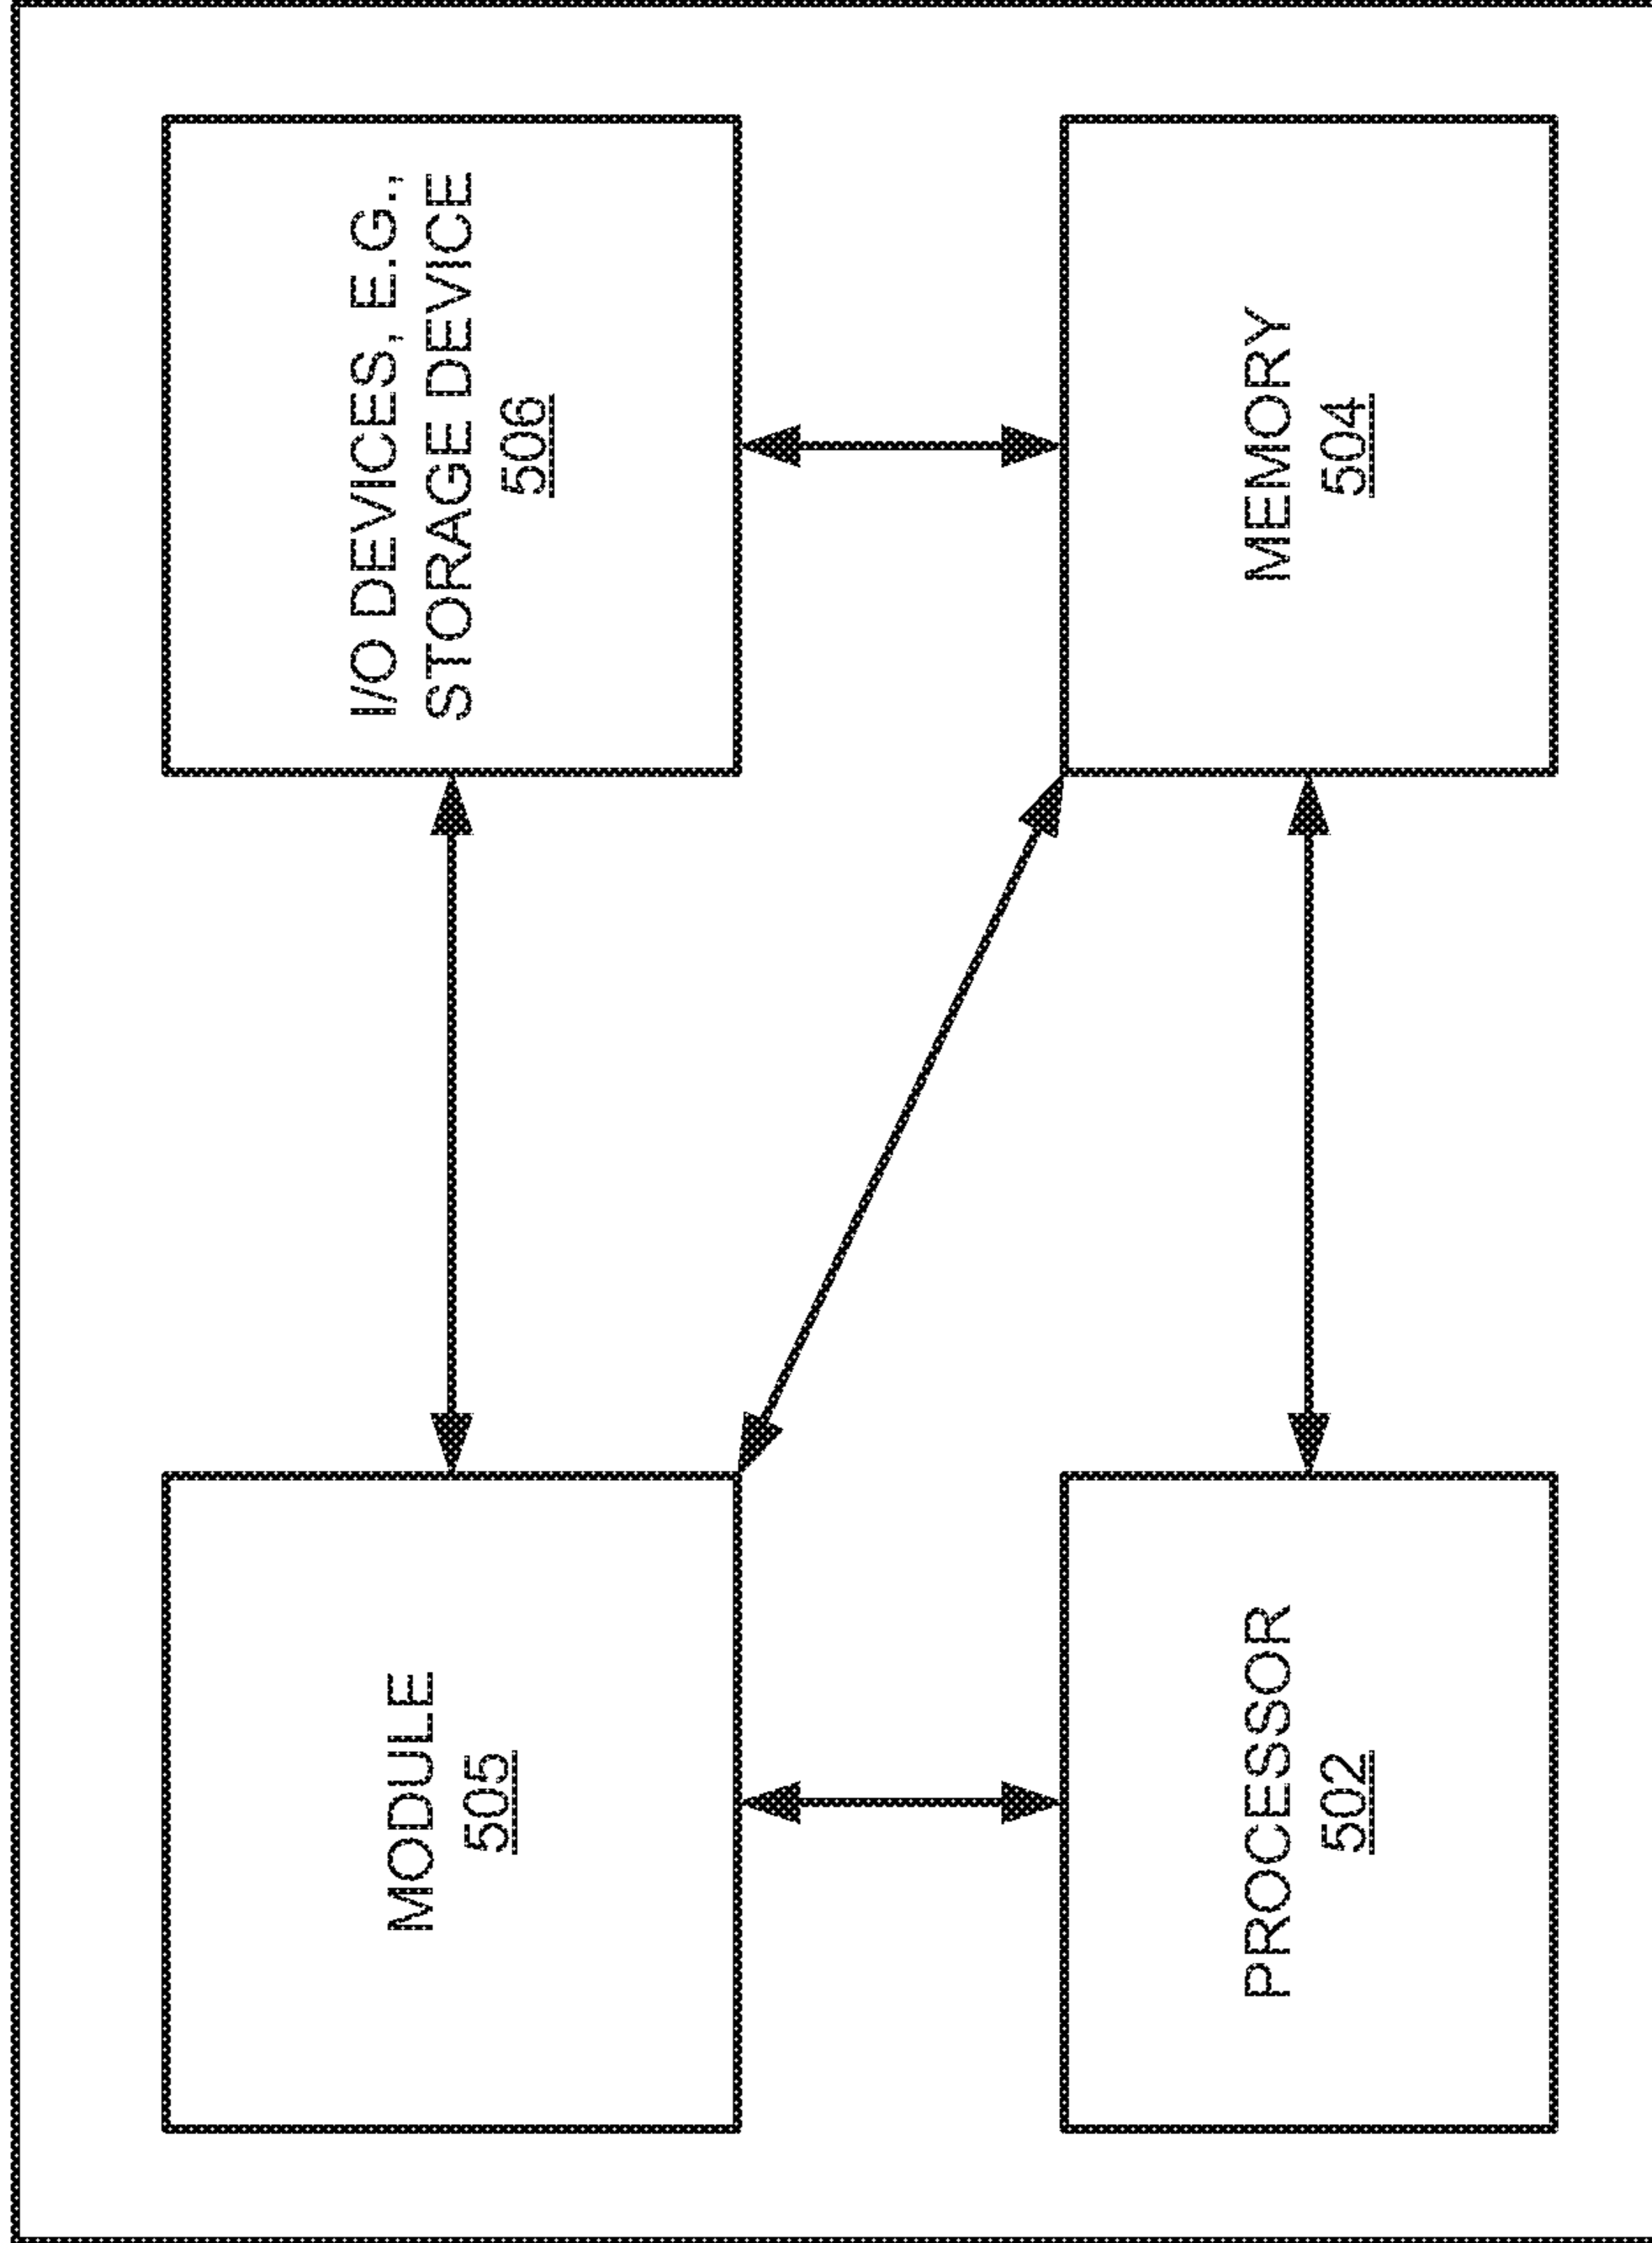 MODULE
505
I/O DEVICES, E.G.,
STORAGE DEVICE
506
PROCESSOR
502
MEMORY
504